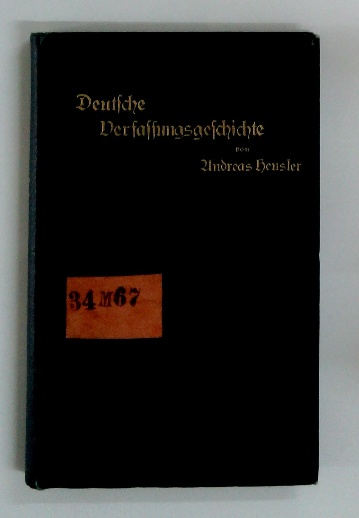 Deutsche
Verfassungsgeschichte
von
Andreas Heusler
34 M 67